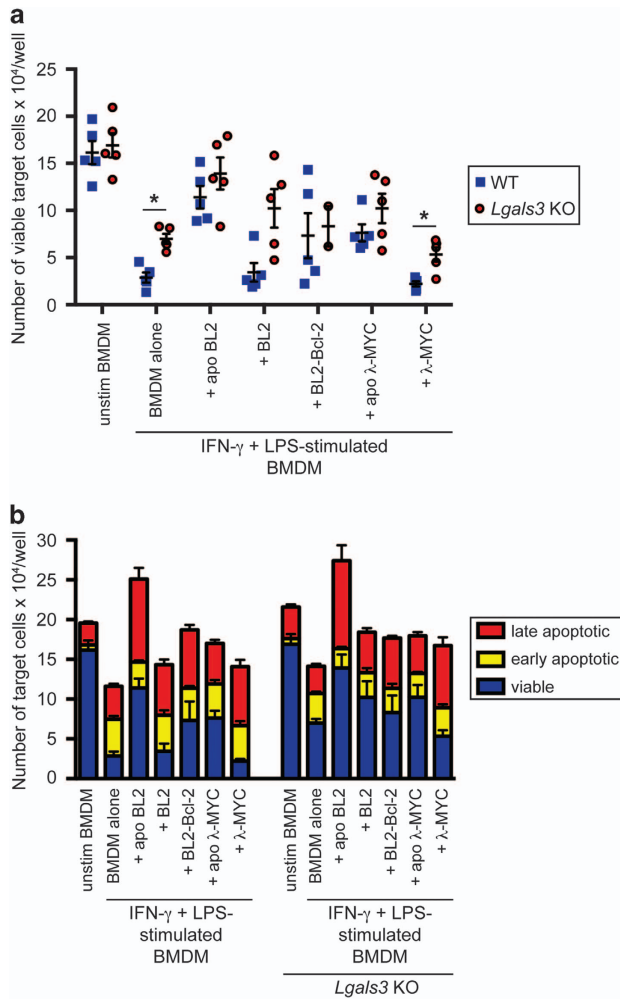 a
Number of viable target cells x 10⁴/well
25
20
15
10
5
0
*
*
WT
Lgals3 KO
unstim BMDM
BMDM alone
+ apo BL2
+ BL2
+ BL2-Bcl-2
+ apo λ-MYC
+ λ-MYC
IFN-γ + LPS-stimulated
BMDM
b
Number of target cells x 10⁴/well
30
25
20
15
10
5
0
late apoptotic
early apoptotic
viable
unstim BMDM
BMDM alone
+ apo BL2
+ BL2
+ BL2-Bcl-2
+ apo λ-MYC
+ λ-MYC
unstim BMDM
BMDM alone
+ apo BL2
+ BL2
+ BL2-Bcl-2
+ apo λ-MYC
+ λ-MYC
IFN-γ + LPS-
stimulated
BMDM
IFN-γ + LPS-
stimulated
BMDM
Lgals3 KO